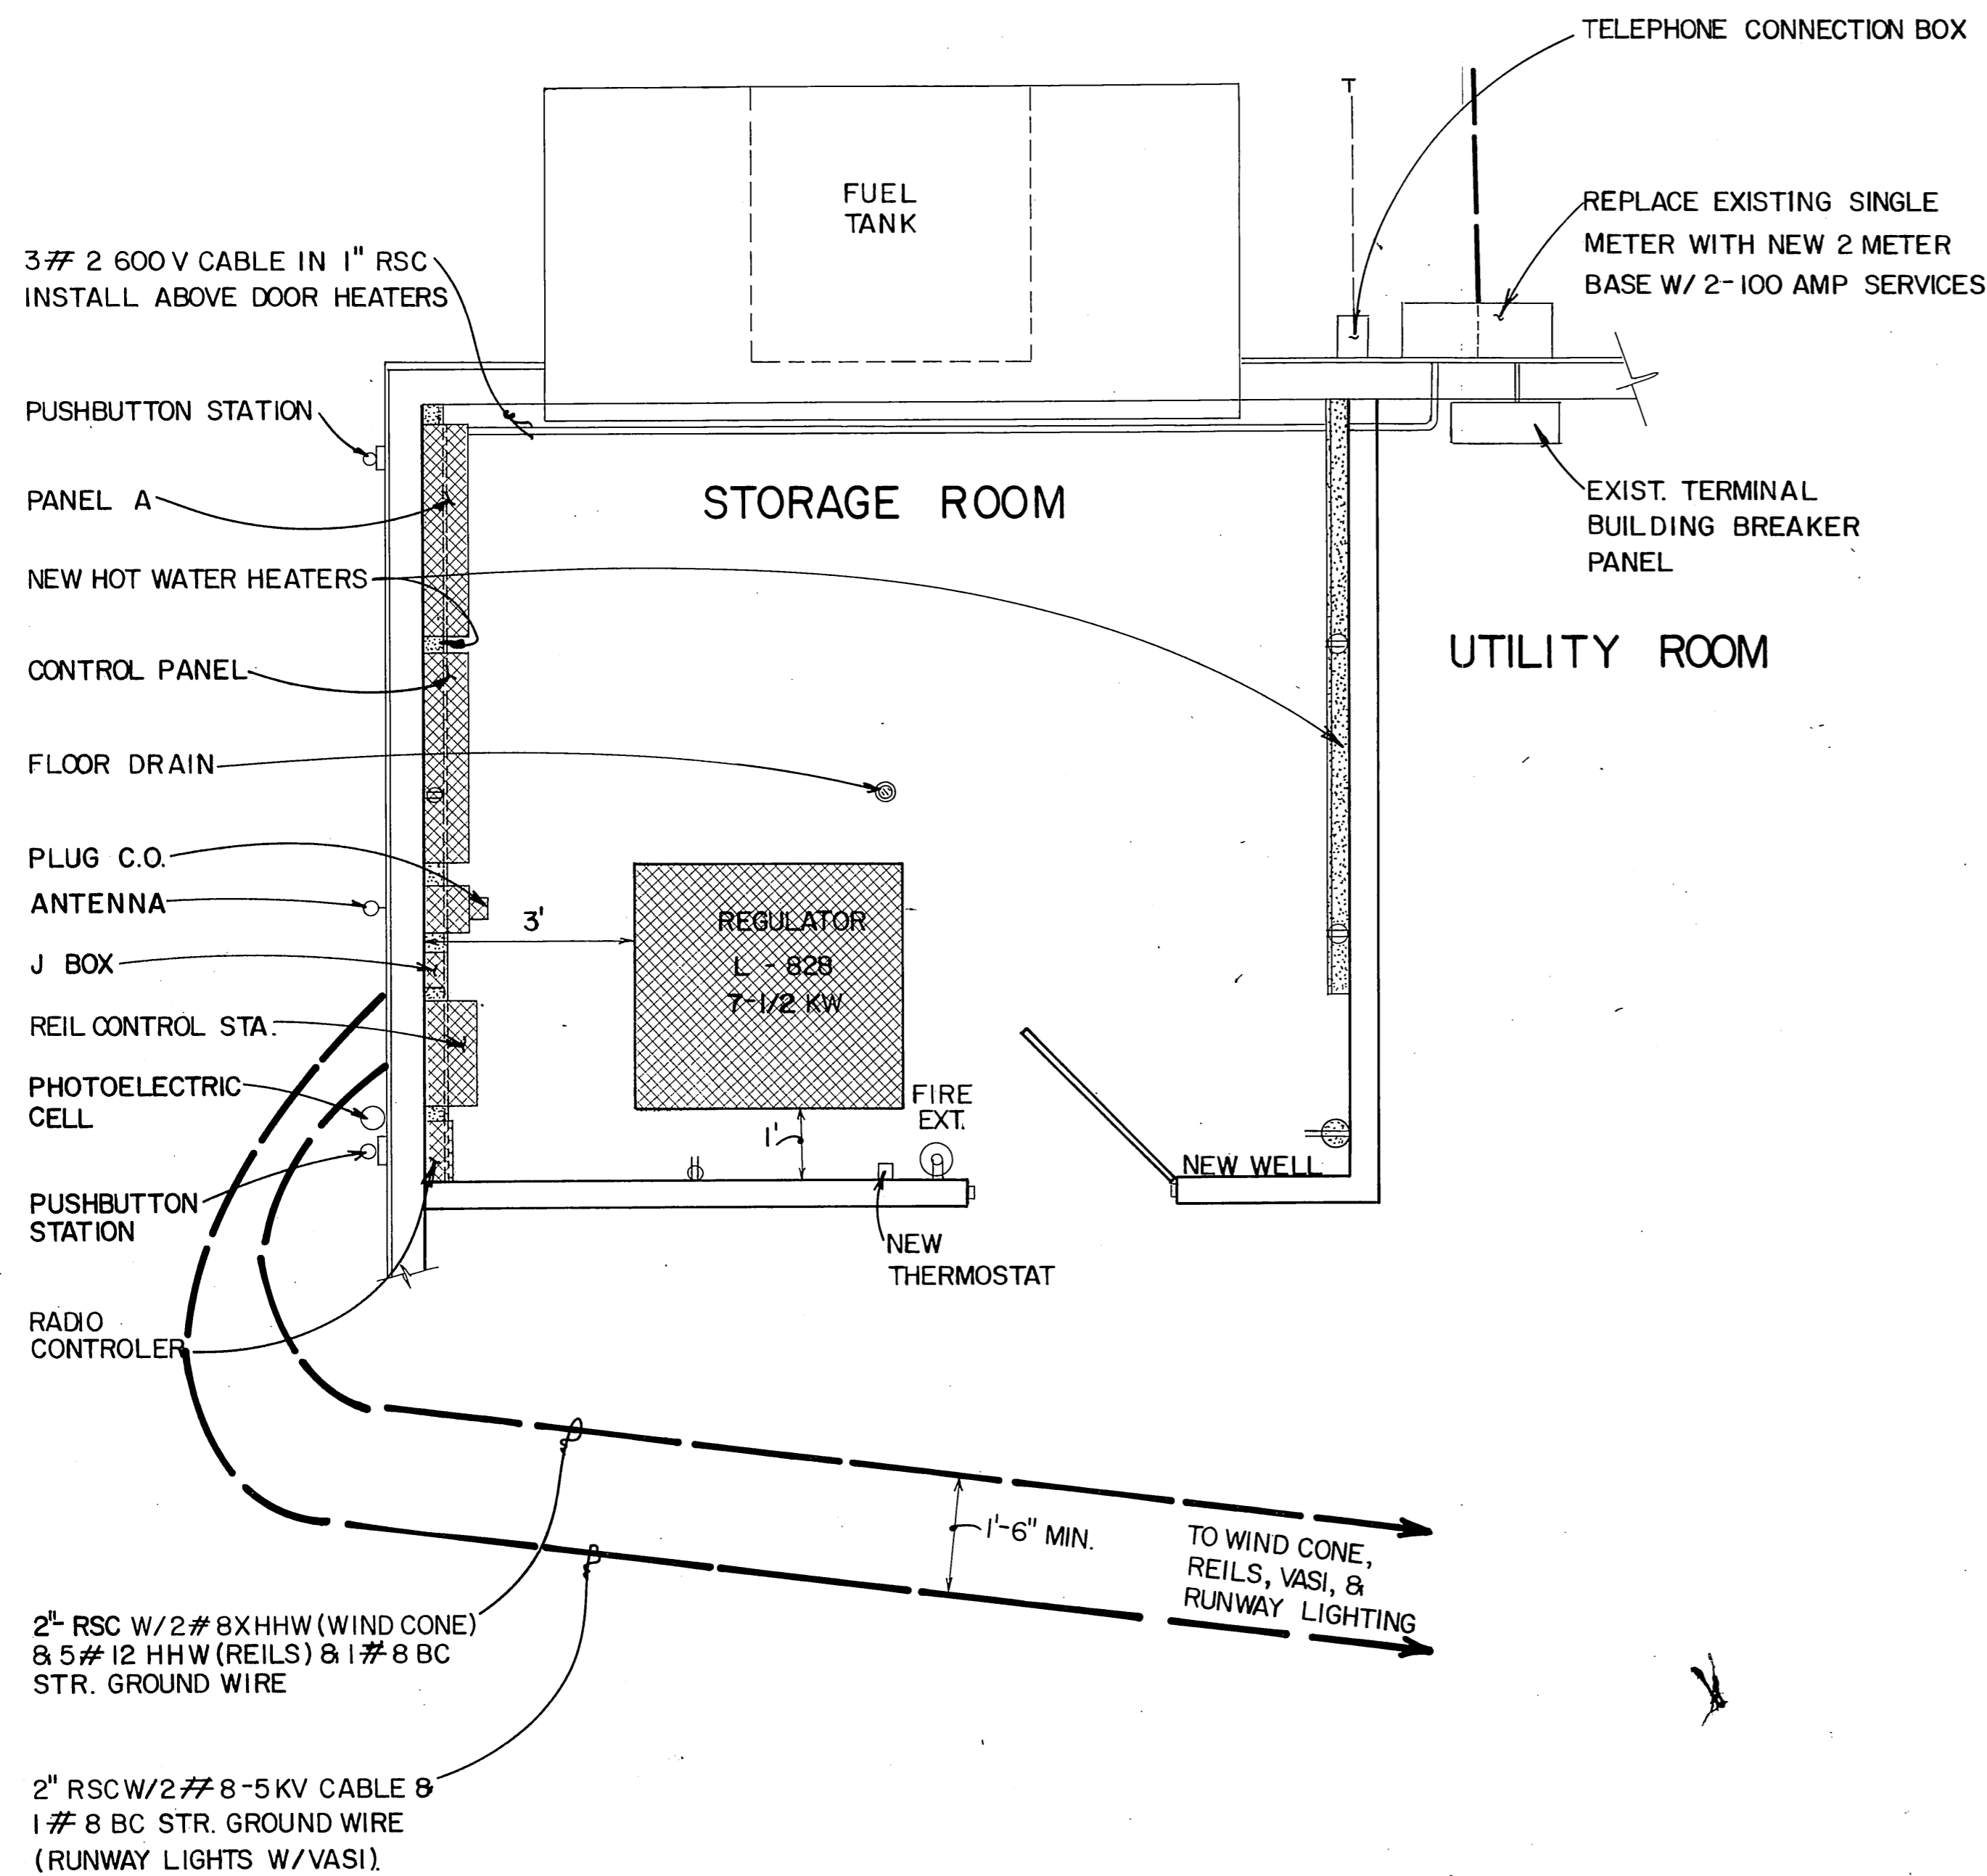 TELEPHONE CONNECTION BOX
T
FUEL
TANK
REPLACE EXISTING SINGLE
METER WITH NEW 2 METER
BASE W/ 2-100 AMP SERVICES
3# 2 600 V CABLE IN 1" RSC
INSTALL ABOVE DOOR HEATERS
PUSHBUTTON STATION
PANEL A
STORAGE ROOM
EXIST. TERMINAL
BUILDING BREAKER
PANEL
NEW HOT WATER HEATERS
CONTROL PANEL
UTILITY ROOM
FLOOR DRAIN
PLUG C.O.
ANTENNA
3'
REGULATOR
L - 828
7-1/2 KW
J BOX
REIL CONTROL STA.
PHOTOELECTRIC
CELL
FIRE
EXT.
1'
NEW WELL
PUSHBUTTON
STATION
NEW
THERMOSTAT
RADIO
CONTROLER
1'-6" MIN.
TO WIND CONE,
REILS, VASI, &
RUNWAY LIGHTING
2"- RSC W/2# 8XHHW (WIND CONE)
& 5# 12 HHW (REILS) & 1# 8 BC
STR. GROUND WIRE
2" RSC W/2# 8-5KV CABLE &
1# 8 BC STR. GROUND WIRE
(RUNWAY LIGHTS W/VASI).